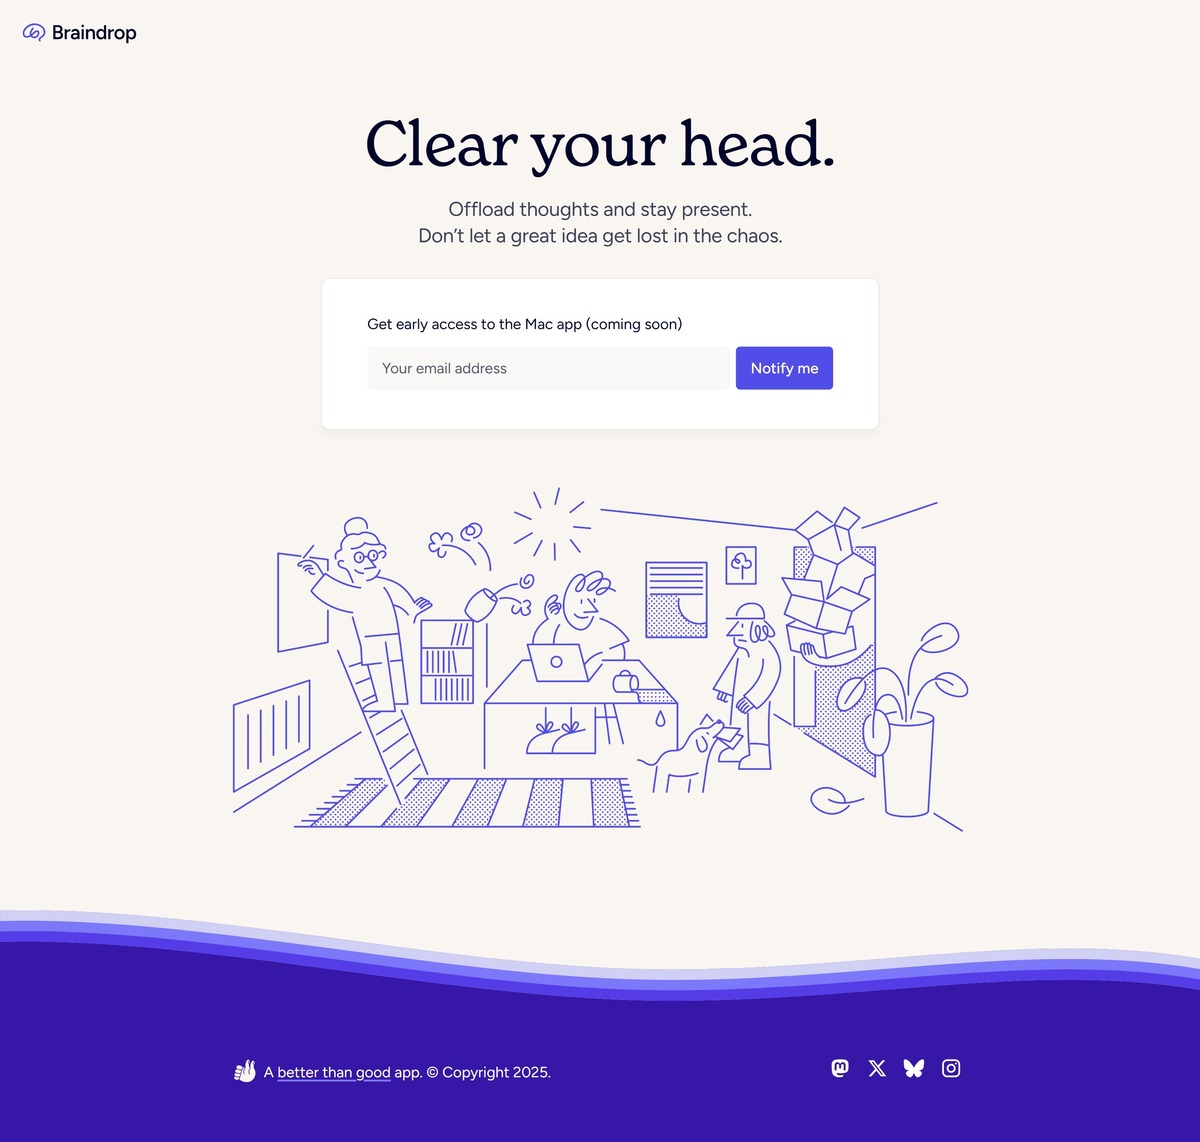 Braindrop
Clear your head.
Offload thoughts and stay present.
Don’t let a great idea get lost in the chaos.
Get early access to the Mac app (coming soon)
Your email address
Notify me
A better than good app. © Copyright 2025.